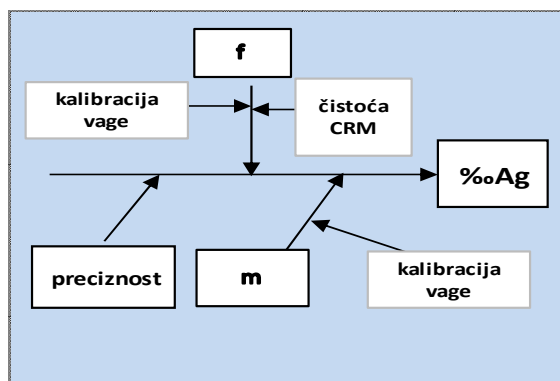 f
kalibracija
vage
čistoća
CRM
‰Ag
preciznost
m
kalibracija
vage